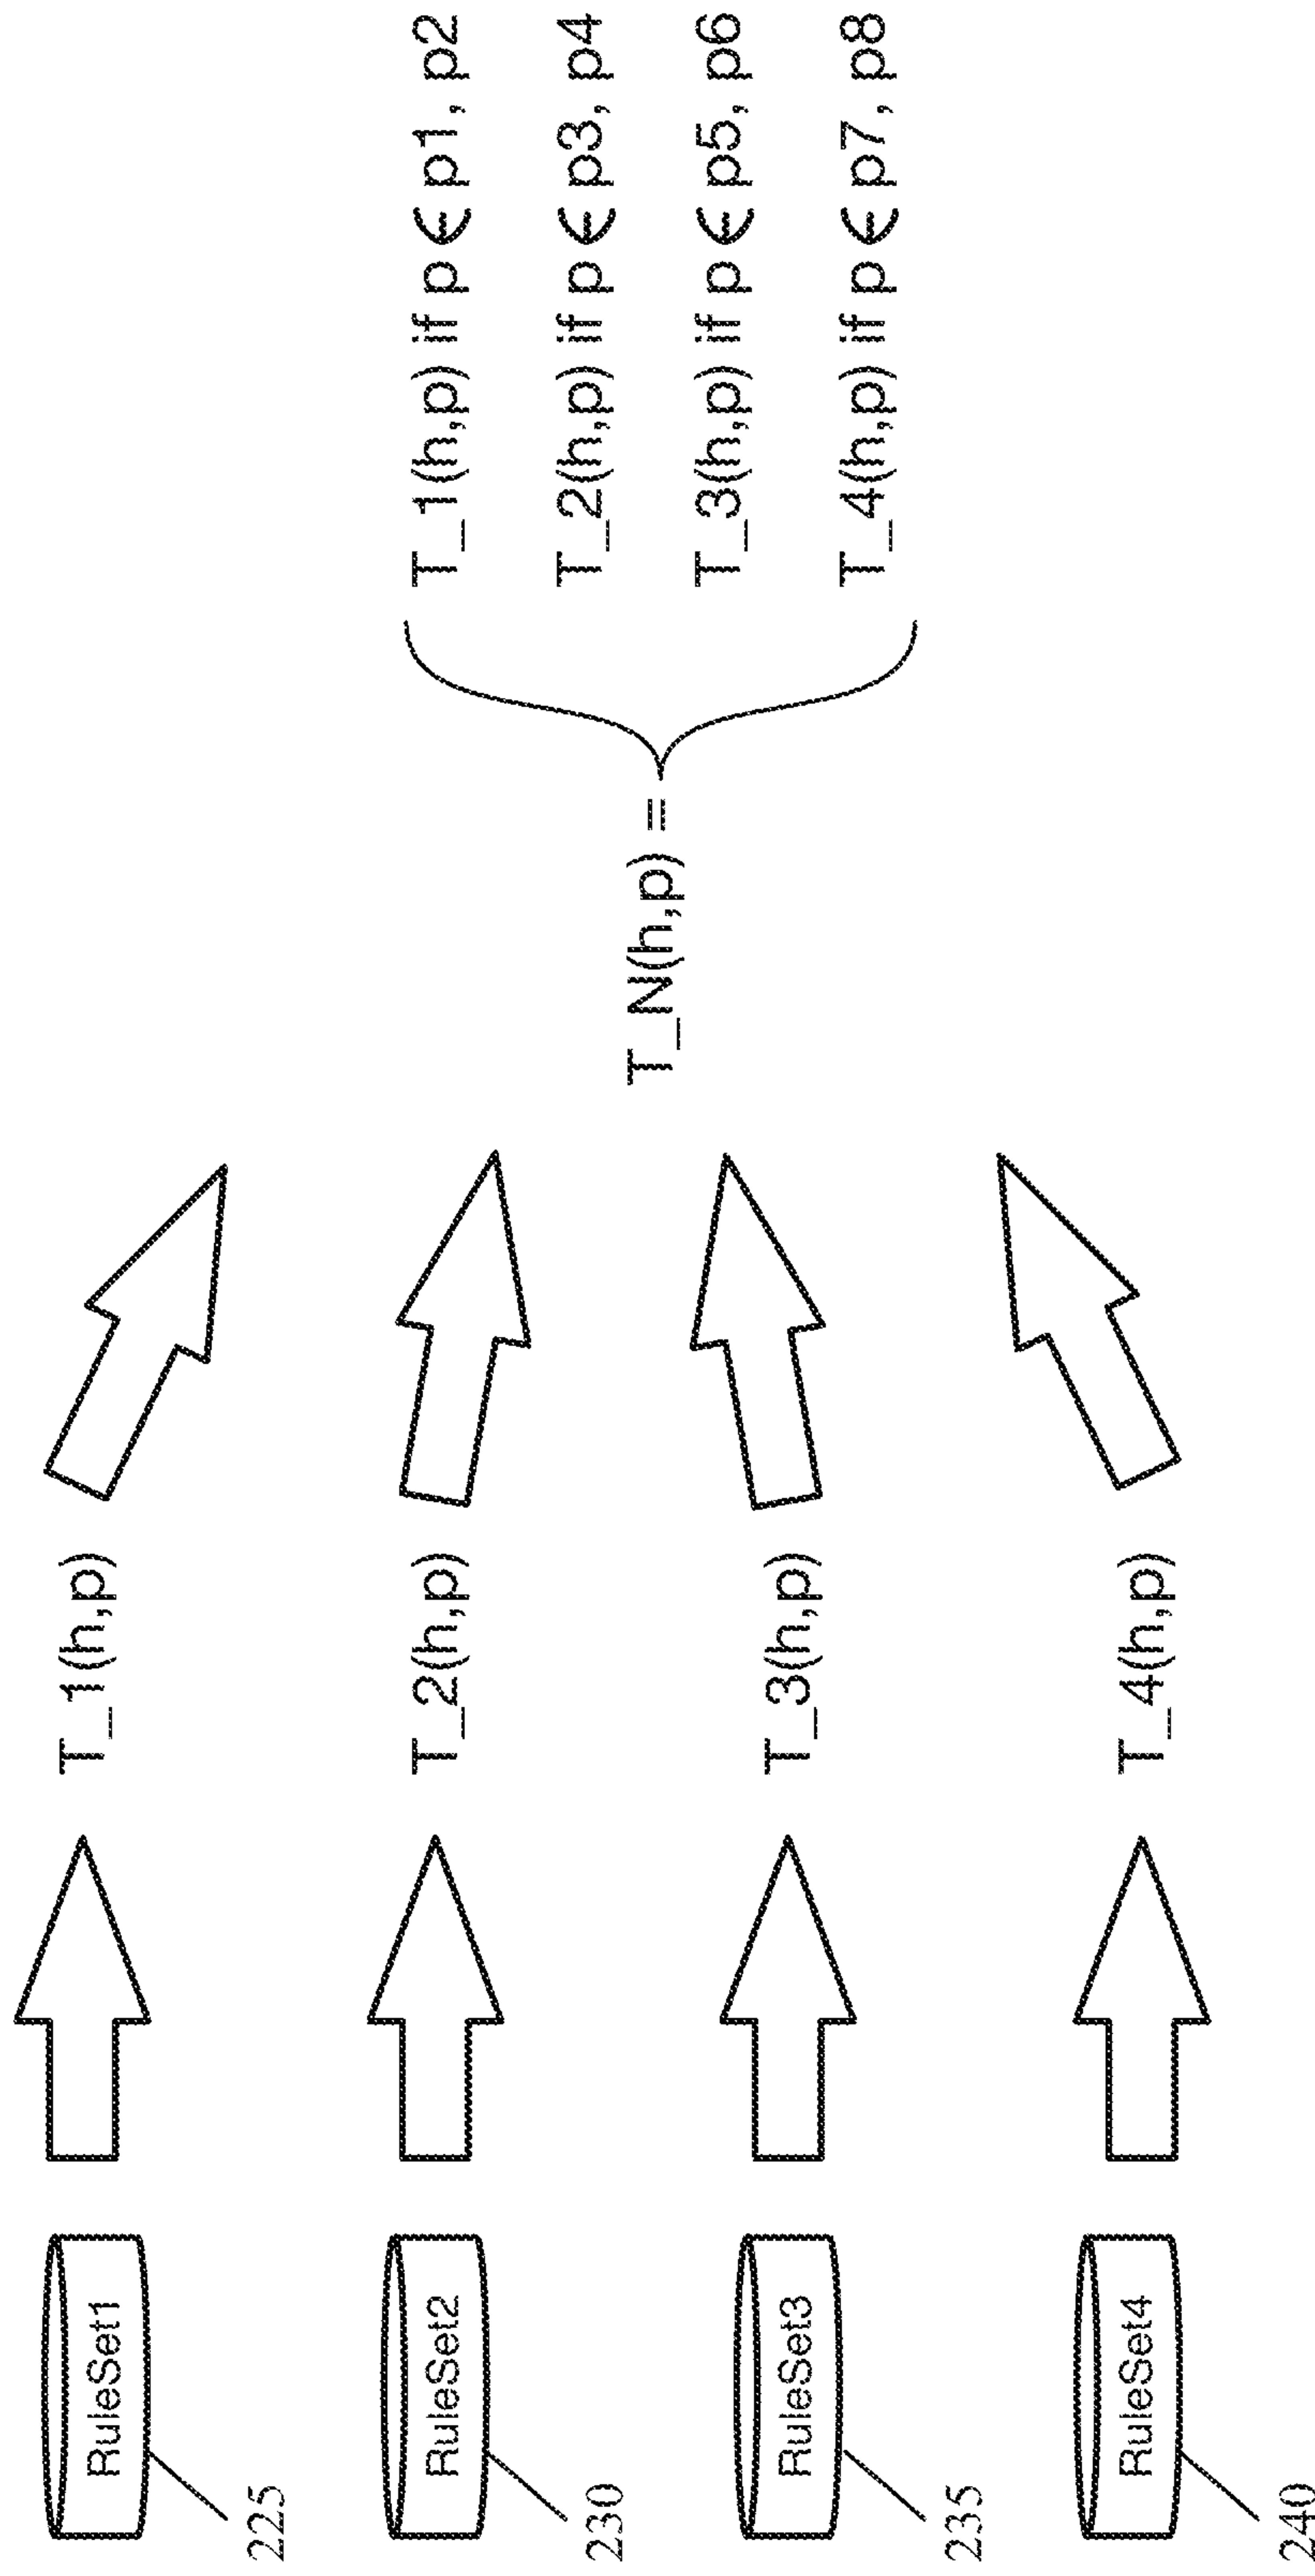 RuleSet1
225
T_1(h,p)
RuleSet2
230
T_2(h,p)
RuleSet3
235
T_3(h,p)
RuleSet4
240
T_4(h,p)
T_N(h,p) =
T_1(h,p) if p ∈ p1, p2
T_2(h,p) if p ∈ p3, p4
T_3(h,p) if p ∈ p5, p6
T_4(h,p) if p ∈ p7, p8